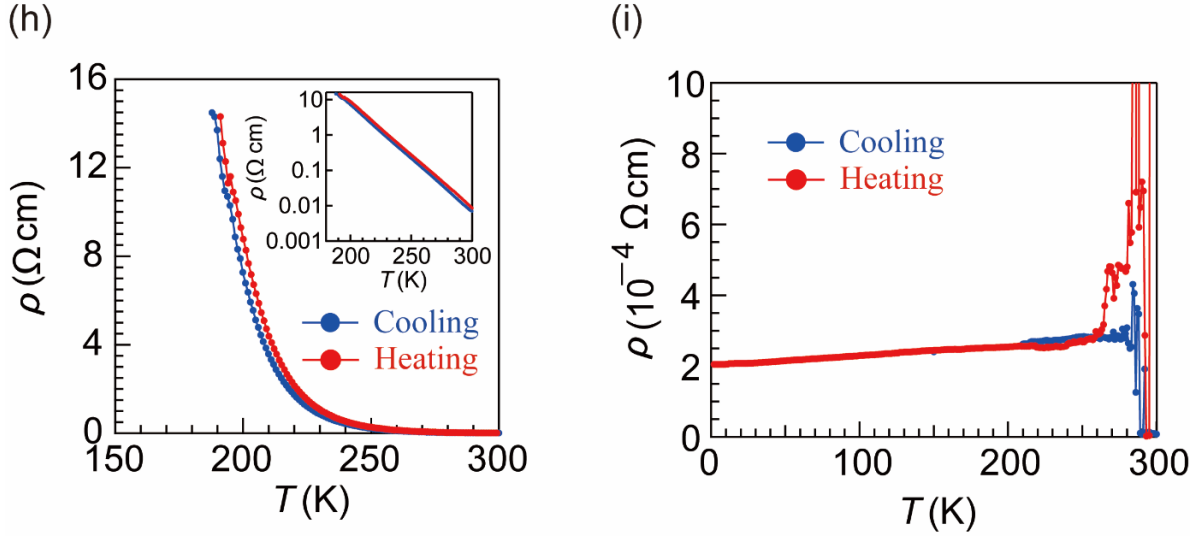 (h)
16
12
8
4
0
ρ (Ω cm)
150
200
250
300
T (K)
10
1
0.1
0.01
0.001
ρ (Ω cm)
200
250
300
T (K)
Cooling
Heating
(i)
10
8
6
4
2
0
ρ (10⁻⁴ Ω cm)
0
100
200
300
T (K)
Cooling
Heating